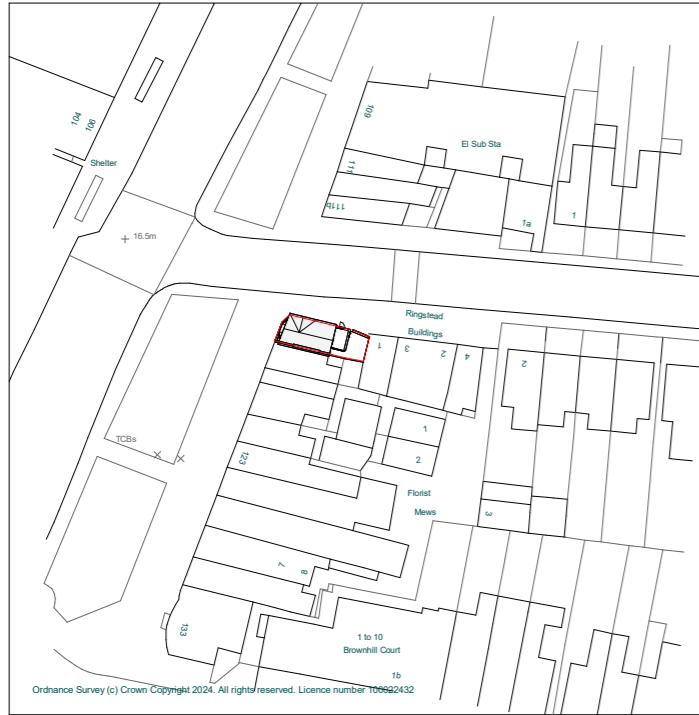 109
104
106
El Sub Sta
Shelter
111
111b
1a
1
16.5m
Ringstead
Buildings
1
3
2
4
2
TCBs
123
1
2
Florist
Mews
3
7
8
133
1 to 10
Brownhill Court
1b
Ordnance Survey (c) Crown Copyright 2024. All rights reserved. Licence number 100022432